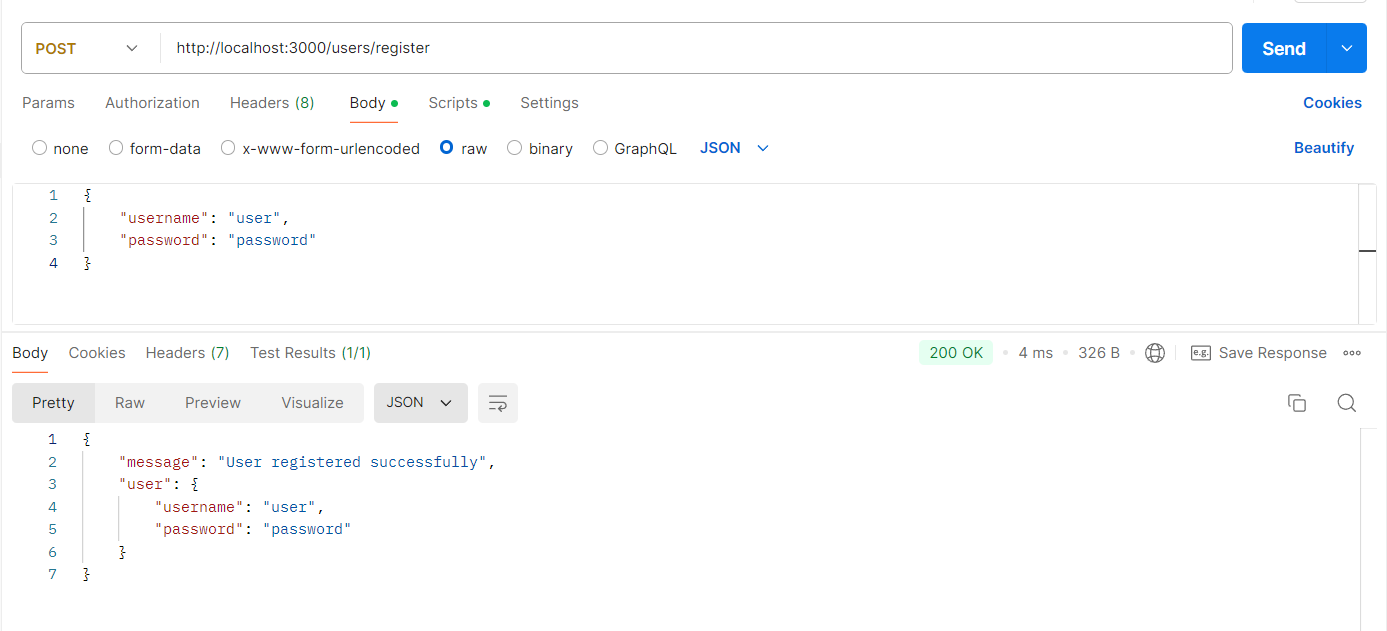 POST http://localhost:3000/users/register Send
Params Authorization Headers (8) Body Scripts Settings Cookies
none form-data x-www-form-urlencoded raw binary GraphQL JSON Beautify
1 {
2 "username": "user",
3 "password": "password"
4 }
Body Cookies Headers (7) Test Results (1/1) 200 OK 4 ms 326 B e.g. Save Response
Pretty Raw Preview Visualize JSON
1 {
2 "message": "User registered successfully",
3 "user": {
4 "username": "user",
5 "password": "password"
6 }
7 }